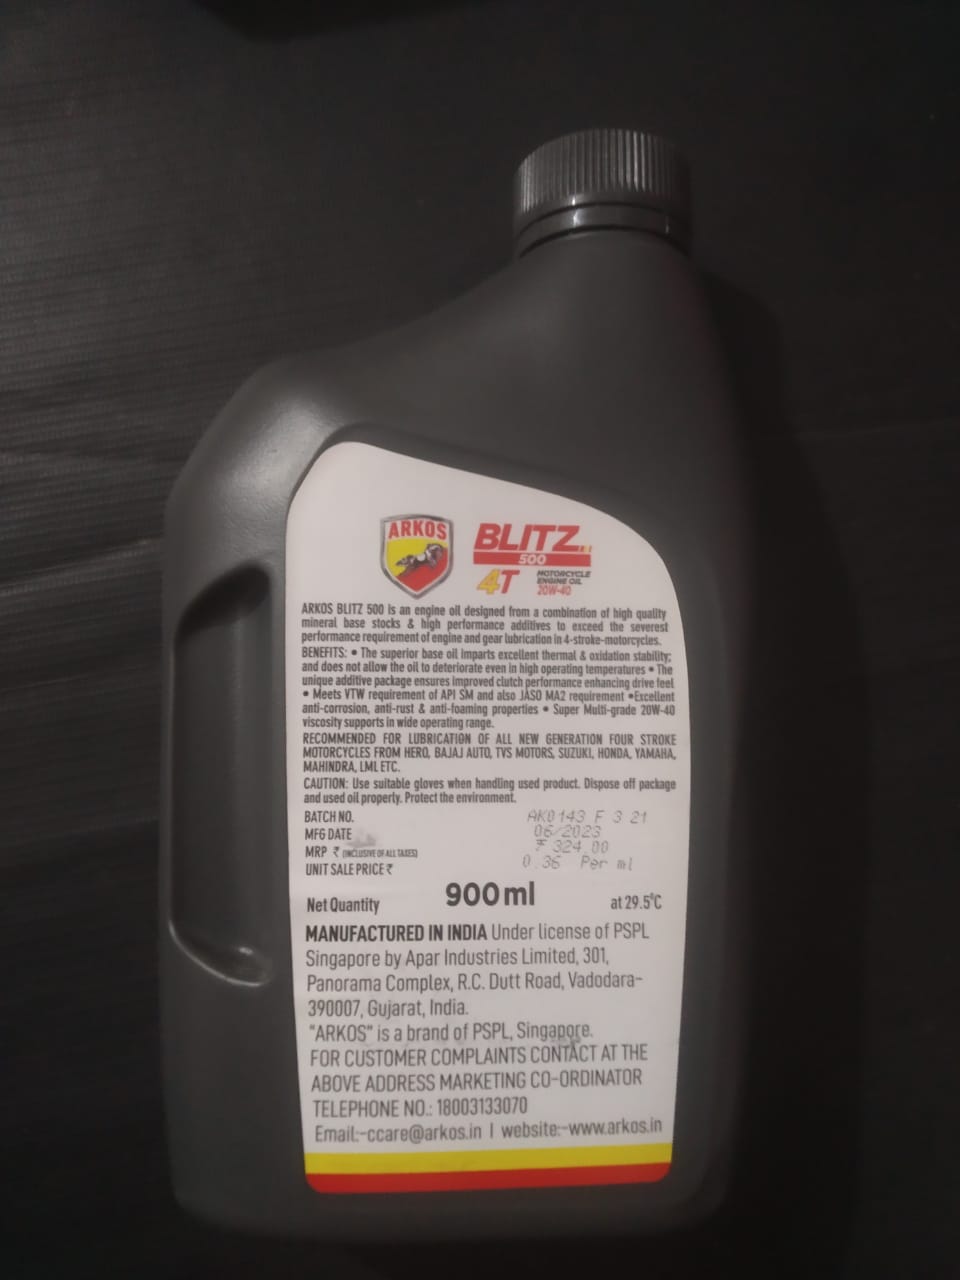 ARKOS
BLITZ
500
4T
MOTORCYCLE
ENGINE OIL
20W-40
ARKOS BLITZ 500 is an engine oil designed from a combination of high quality
mineral base stocks & high performance additives to exceed the severest
performance requirement of engine and gear lubrication in 4-stroke-motorcycles.
BENEFITS: • The superior base oil imparts excellent thermal & oxidation stability;
and does not allow the oil to deteriorate even in high operating temperatures • The
unique additive package ensures improved clutch performance enhancing drive feel
• Meets VTW requirement of API SM and also JASO MA2 requirement •Excellent
anti-corrosion, anti-rust & anti-foaming properties • Super Multi-grade 20W-40
viscosity supports in wide operating range.
RECOMMENDED FOR LUBRICATION OF ALL NEW GENERATION FOUR STROKE
MOTORCYCLES FROM HERO, BAJAJ AUTO, TVS MOTORS, SUZUKI, HONDA, YAMAHA,
MAHINDRA, LML ETC.
CAUTION: Use suitable gloves when handling used product. Dispose off package
and used oil properly. Protect the environment.
BATCH NO. AK0143 F 3 21
MFG DATE 06/2023
MRP ₹ (INCLUSIVE OF ALL TAXES) ₹ 324.00
UNIT SALE PRICE ₹ 0.36 Per ml
Net Quantity 900ml at 29.5°C
MANUFACTURED IN INDIA Under license of PSPL
Singapore by Apar Industries Limited, 301,
Panorama Complex, R.C. Dutt Road, Vadodara-
390007, Gujarat, India.
"ARKOS" is a brand of PSPL, Singapore.
FOR CUSTOMER COMPLAINTS CONTACT AT THE
ABOVE ADDRESS MARKETING CO-ORDINATOR
TELEPHONE NO.: 18003133070
Email:-ccare@arkos.in | website:-www.arkos.in